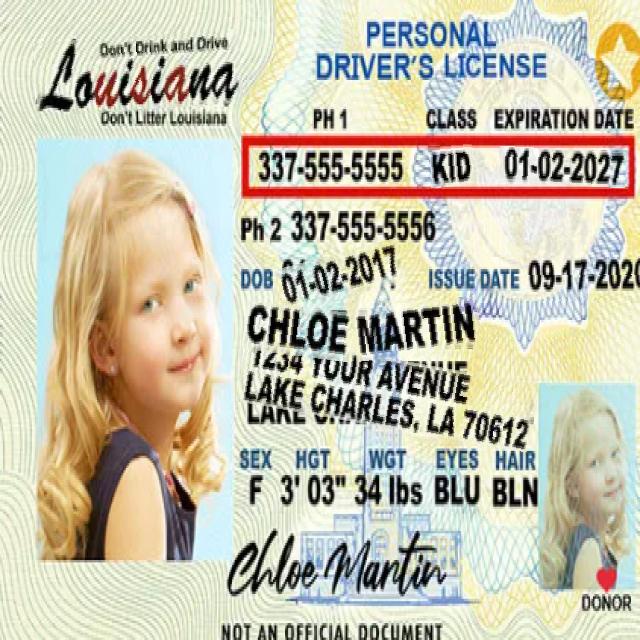 Don't Drink and Drive
Louisiana
Don't Litter Louisiana
PERSONAL
DRIVER'S LICENSE
PH 1 CLASS EXPIRATION DATE
337-555-5555 KID 01-02-2027
Ph 2 337-555-5556
DOB 01-02-2017 ISSUE DATE 09-17-2020
CHLOE MARTIN
1234 YOUR AVENUE
LAKE CHARLES, LA 70612
SEX HGT WGT EYES HAIR
F 3' 03" 34 lbs BLU BLN
Chloe Martin
DONOR
NOT AN OFFICIAL DOCUMENT